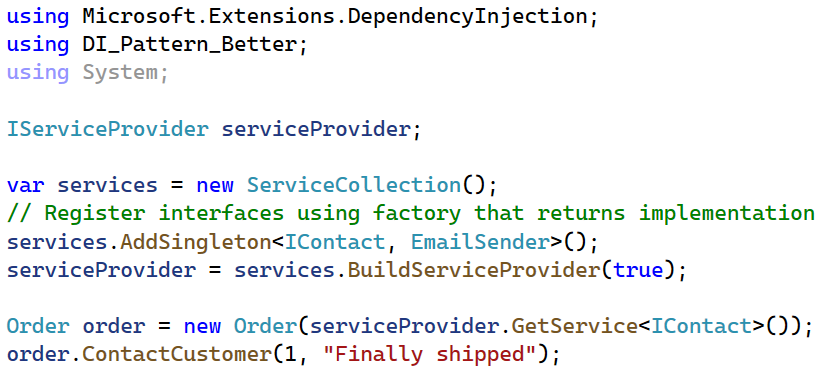 using Microsoft.Extensions.DependencyInjection;
using DI_Pattern_Better;
using System;
IServiceProvider serviceProvider;
var services = new ServiceCollection();
// Register interfaces using factory that returns implementation
services.AddSingleton<IContact, EmailSender>();
serviceProvider = services.BuildServiceProvider(true);
Order order = new Order(serviceProvider.GetService<IContact>());
order.ContactCustomer(1, "Finally shipped");